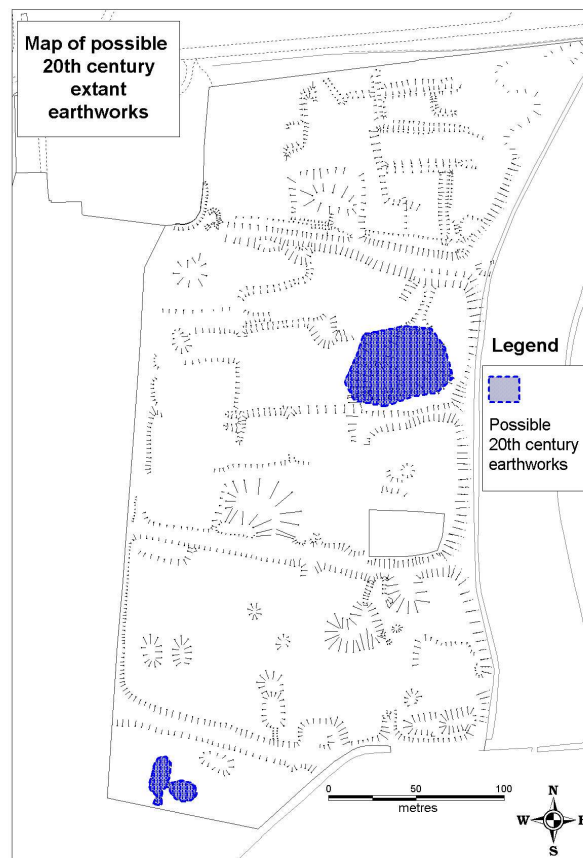 Map of possible
20th century
extant
earthworks
Legend
Possible
20th century
earthworks
0 50 100
metres
N
W E
S